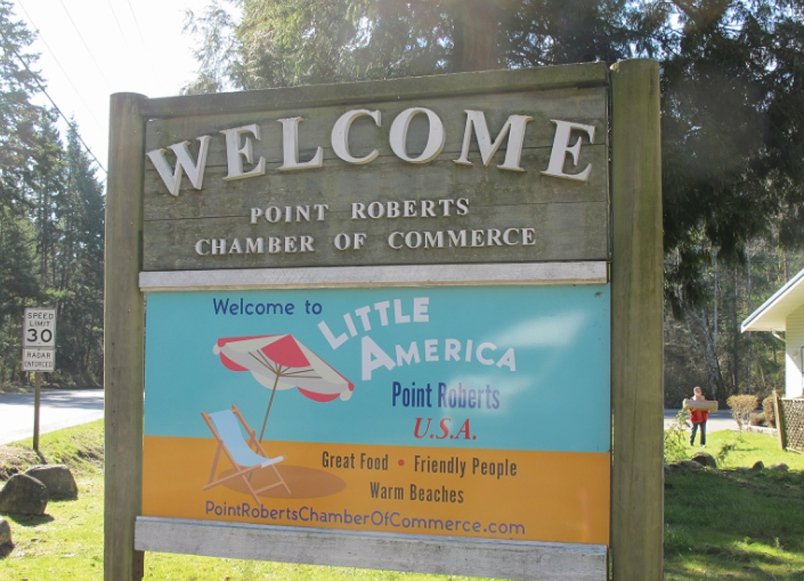 WELCOME
POINT ROBERTS
CHAMBER OF COMMERCE
Welcome to
LITTLE
AMERICA
Point Roberts
U.S.A.
Great Food • Friendly People
Warm Beaches
PointRobertsChamberOfCommerce.com
SPEED
LIMIT
30
RADAR
ENFORCED